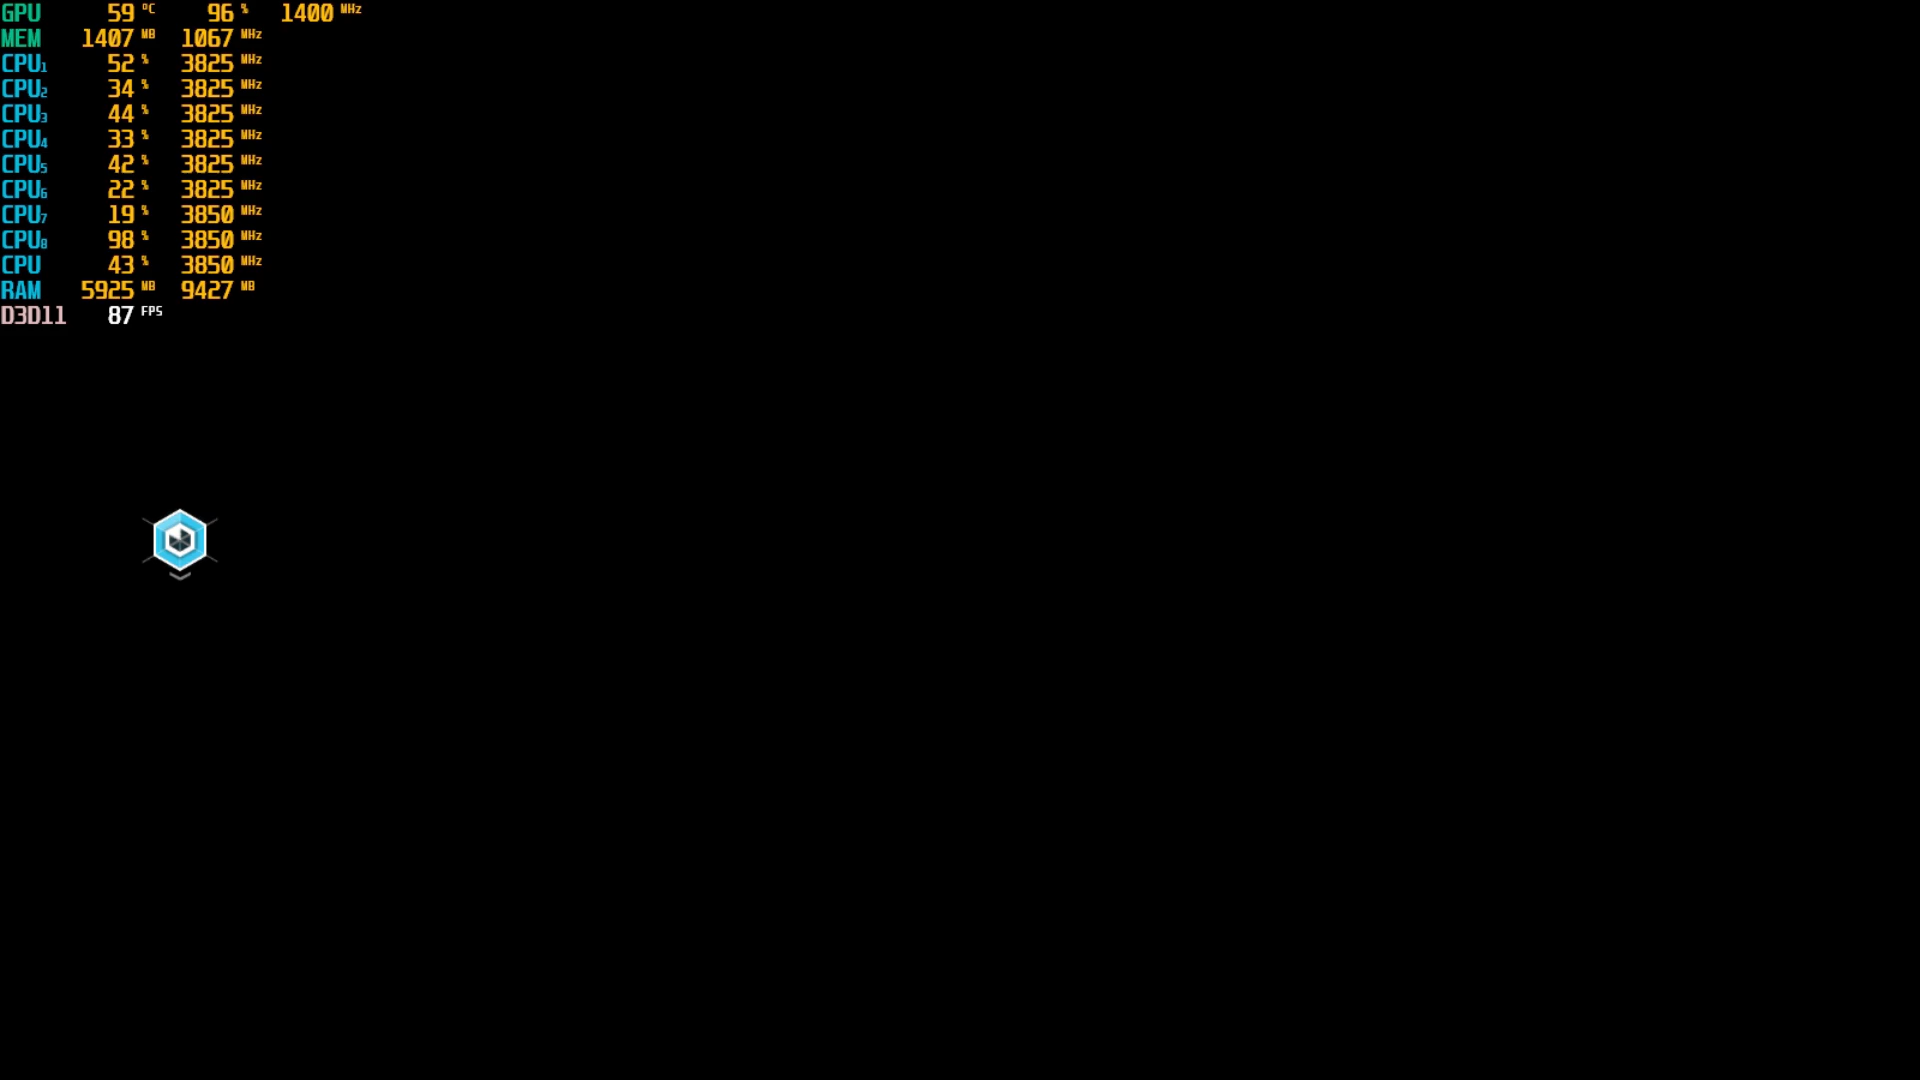 GPU 59 °C 96 % 1400 MHz
MEM 1407 MB 1067 MHz
CPU1 52 % 3825 MHz
CPU2 34 % 3825 MHz
CPU3 44 % 3825 MHz
CPU4 33 % 3825 MHz
CPU5 42 % 3825 MHz
CPU6 22 % 3825 MHz
CPU7 19 % 3850 MHz
CPU8 98 % 3850 MHz
CPU 43 % 3850 MHz
RAM 5925 MB 9427 MB
D3D11 87 FPS